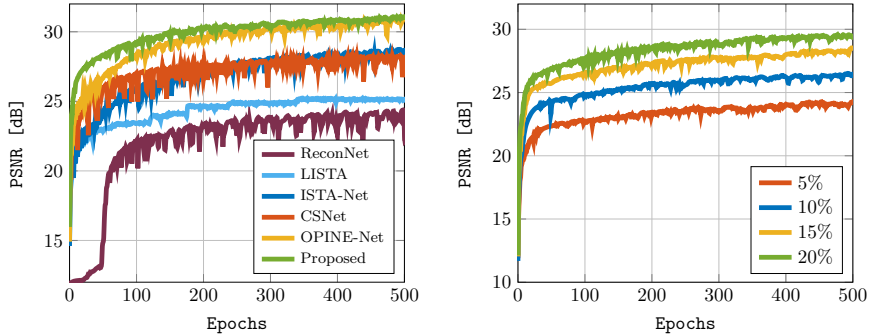 30
25
20
15
PSNR [dB]
0
100
200
300
400
500
Epochs
ReconNet
LISTA
ISTA-Net
CSNet
OPINE-Net
Proposed
30
25
20
15
10
PSNR [dB]
0
100
200
300
400
500
Epochs
5%
10%
15%
20%